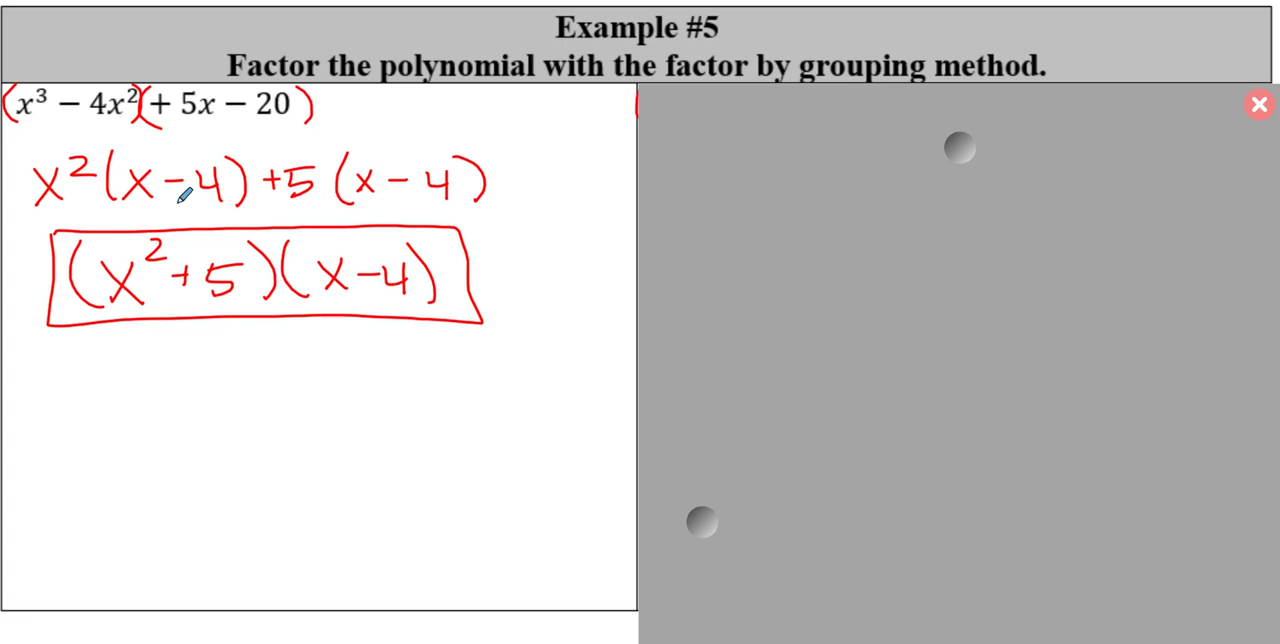 Example #5
Factor the polynomial with the factor by grouping method.
(x³ − 4x²)(+ 5x − 20)
x²(x−4)+5(x−4)
(x²+5)(x−4)